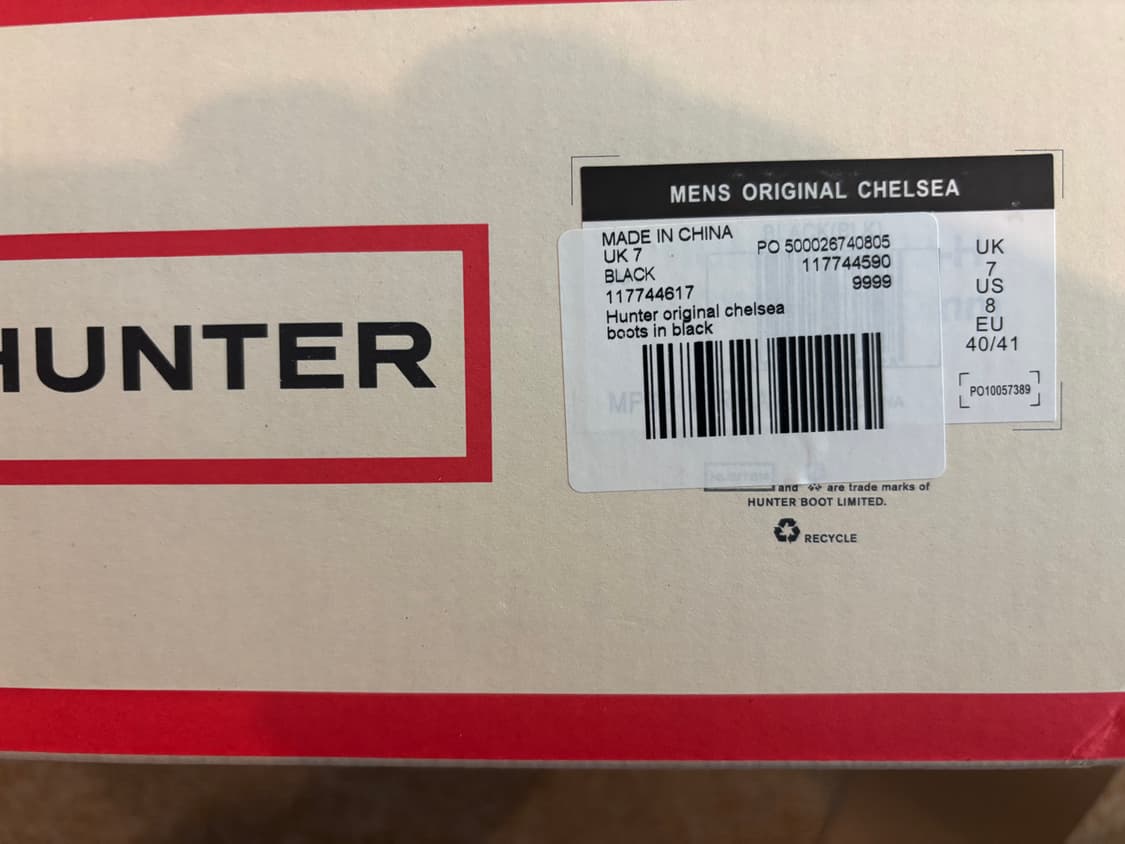 HUNTER
MENS ORIGINAL CHELSEA
MADE IN CHINA
UK 7
BLACK
117744617
Hunter original chelsea
boots in black
PO 500026740805
117744590
9999
UK
7
US
8
EU
40/41
PO10057389
and are trade marks of
HUNTER BOOT LIMITED.
RECYCLE